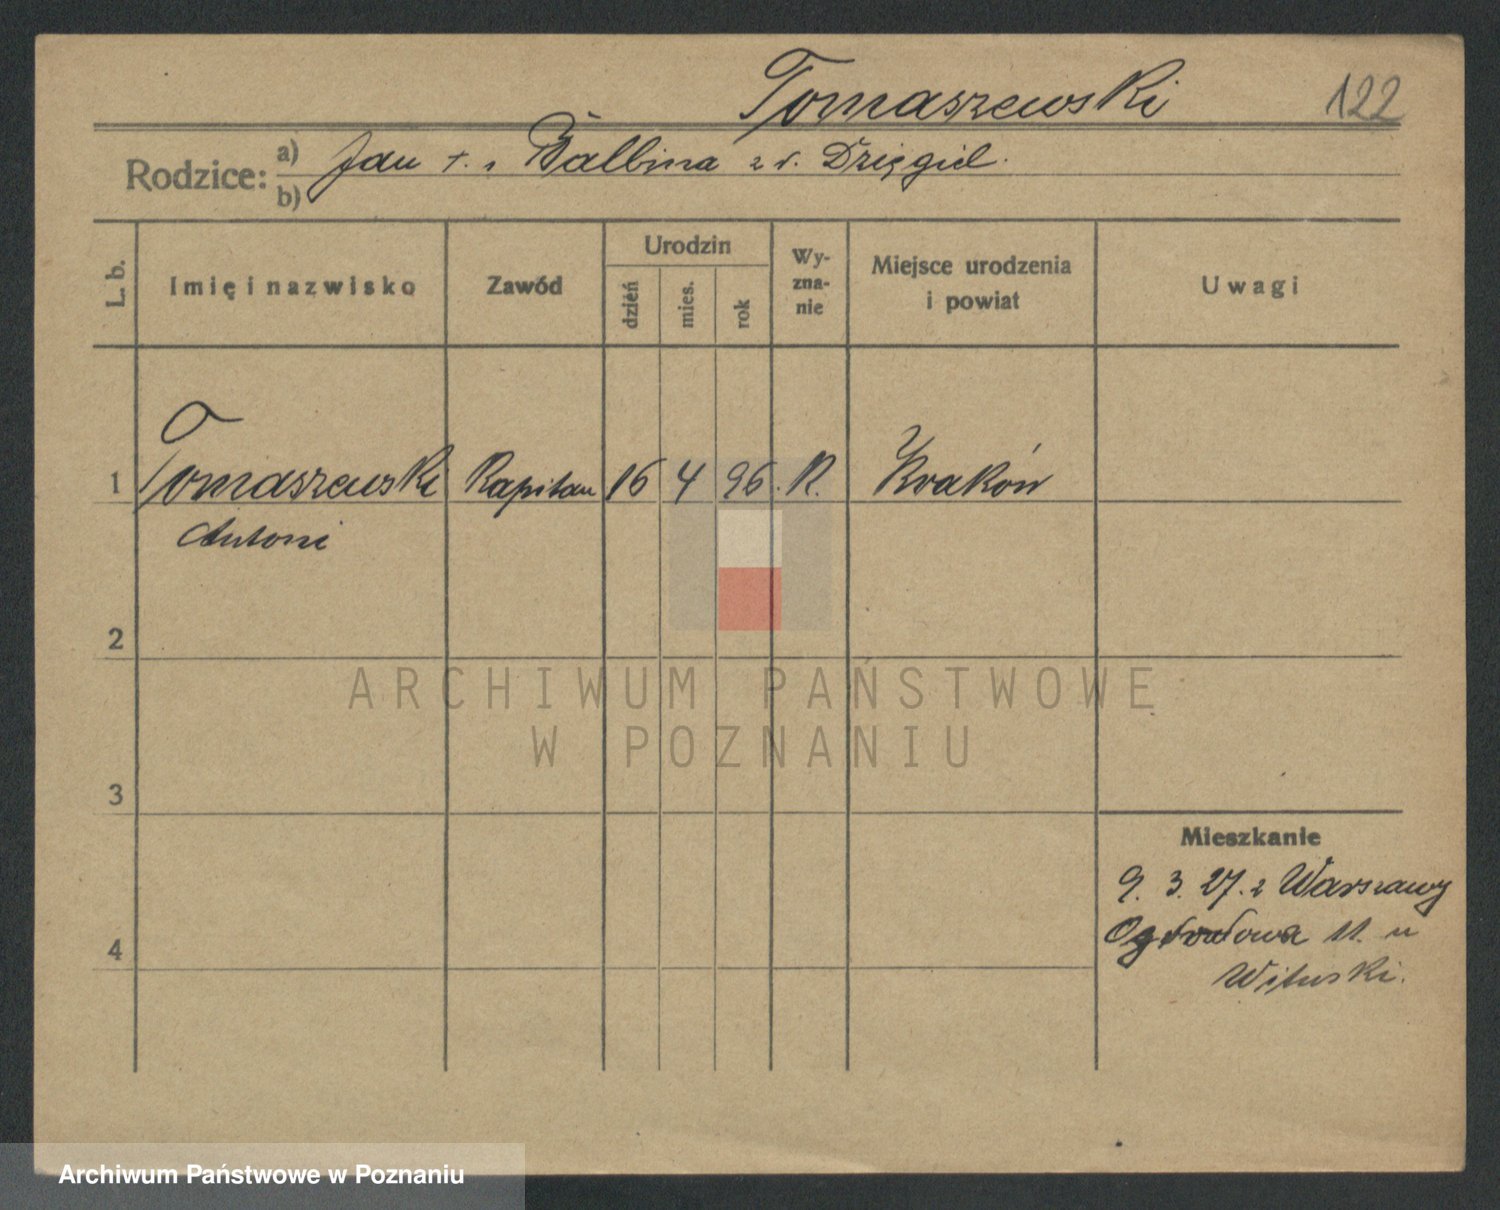 Tomaszewski 122
Rodzice: a) Jan †. i Balbina z d. Dzięgiel.
b)
L. b. Imię i nazwisko Zawód Urodzin dzień mies. rok Wy-zna-nie Miejsce urodzenia i powiat Uwagi
1 Tomaszewski Kapitan 16 4 96. R. Kraków
Antoni
2
ARCHIWUM PAŃSTWOWE
W POZNANIU
3
Mieszkanie
9. 3. 27. z Warszawy
Ogrodowa 11. u
4
Wituski.
Archiwum Państwowe w Poznaniu